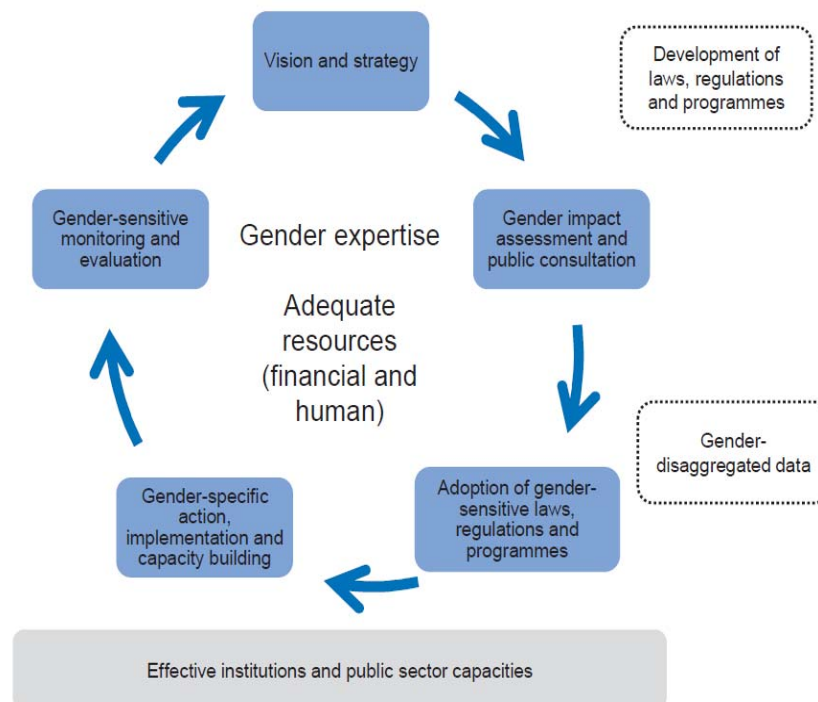 Vision and strategy
Development of
laws, regulations
and programmes
Gender-sensitive
monitoring and
evaluation
Gender expertise
Gender impact
assessment and
public consultation
Adequate
resources
(financial and
human)
Gender-
disaggregated data
Gender-specific
action,
implementation and
capacity building
Adoption of gender-
sensitive laws,
regulations and
programmes
Effective institutions and public sector capacities